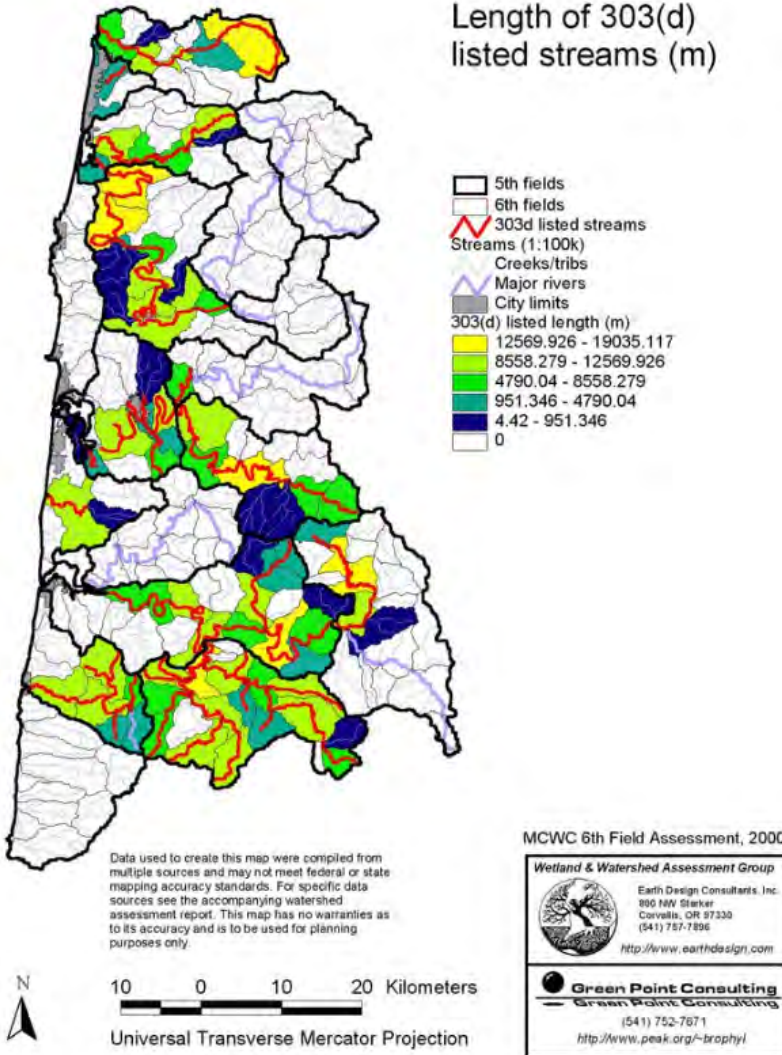 Length of 303(d)
listed streams (m)
5th fields
6th fields
303d listed streams
Streams (1:100k)
Creeks/tribs
Major rivers
City limits
303(d) listed length (m)
12569.926 - 19035.117
8558.279 - 12569.926
4790.04 - 8558.279
951.346 - 4790.04
4.42 - 951.346
0
MCWC 6th Field Assessment, 2000
Wetland & Watershed Assessment Group
Earth Design Consultants, Inc.
800 NW Starker
Corvallis, OR 97330
(541) 757-7896
http://www.earthdesign.com
Green Point Consulting
Green Point Consulting
(541) 752-7671
http://www.peak.org/~brophyl
Data used to create this map were compiled from
multiple sources and may not meet federal or state
mapping accuracy standards. For specific data
sources see the accompanying watershed
assessment report. This map has no warranties as
to its accuracy and is to be used for planning
purposes only.
N
10 0 10 20 Kilometers
Universal Transverse Mercator Projection